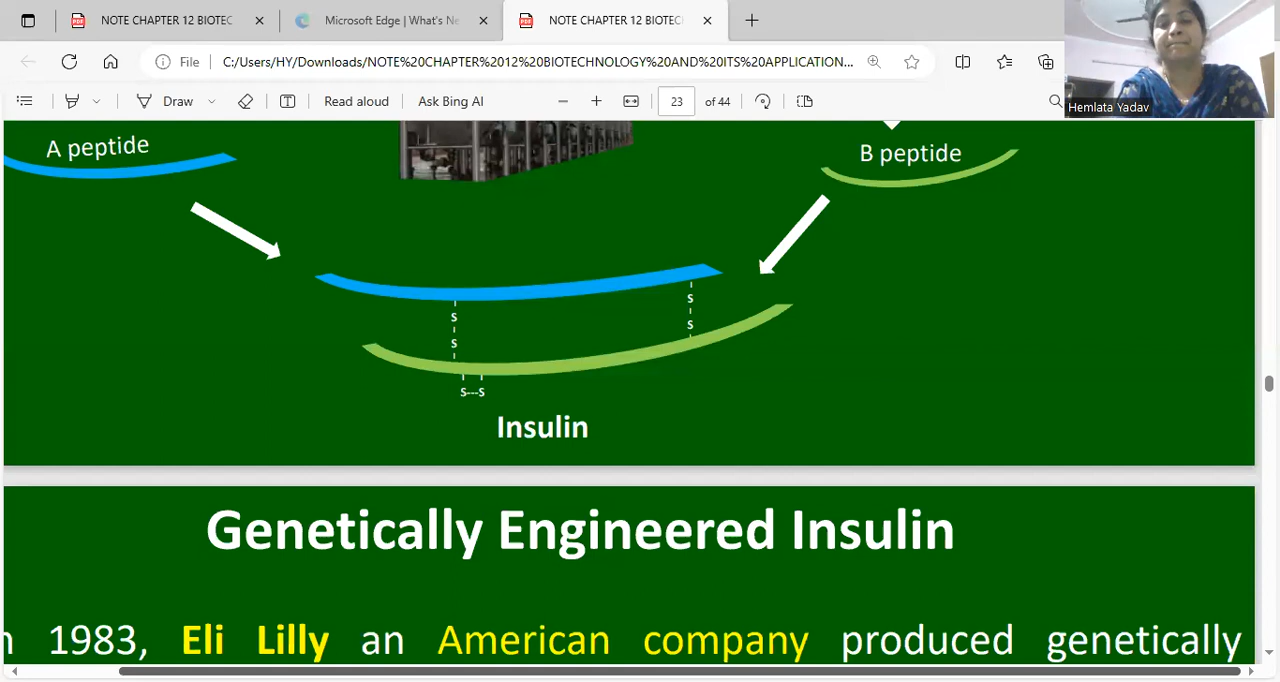 NOTE CHAPTER 12 BIOTEC
Microsoft Edge | What's Ne
NOTE CHAPTER 12 BIOTEC
File
C:/Users/HY/Downloads/NOTE%20CHAPTER%2012%20BIOTECHNOLOGY%20AND%20ITS%20APPLICATION...
Draw
Read aloud
Ask Bing AI
23
of 44
Hemlata Yadav
A peptide
B peptide
S
S
S
S
S---S
Insulin
Genetically Engineered Insulin
n 1983, Eli Lilly an American company produced genetically